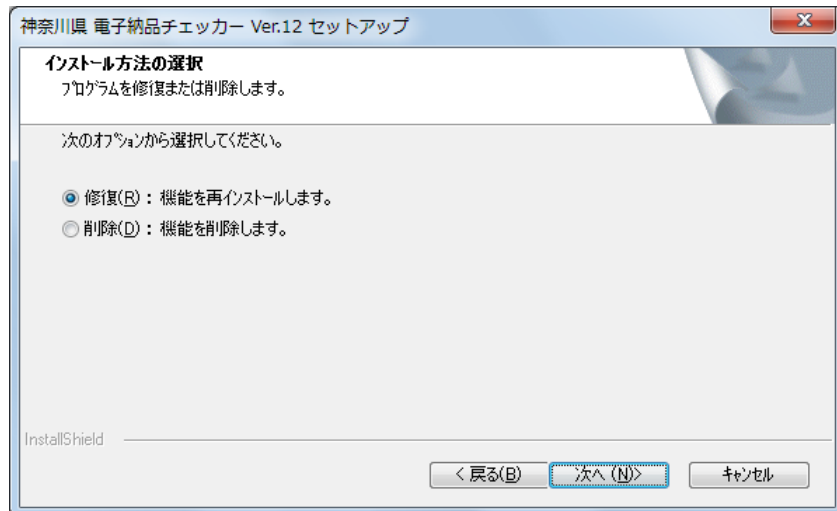 神奈川県 電子納品チェッカー Ver.12 セットアップ
インストール方法の選択
プログラムを修復または削除します。
次のオプションから選択してください。
修復(R)： 機能を再インストールします。
削除(D)： 機能を削除します。
InstallShield
< 戻る(B) 次へ (N)> キャンセル